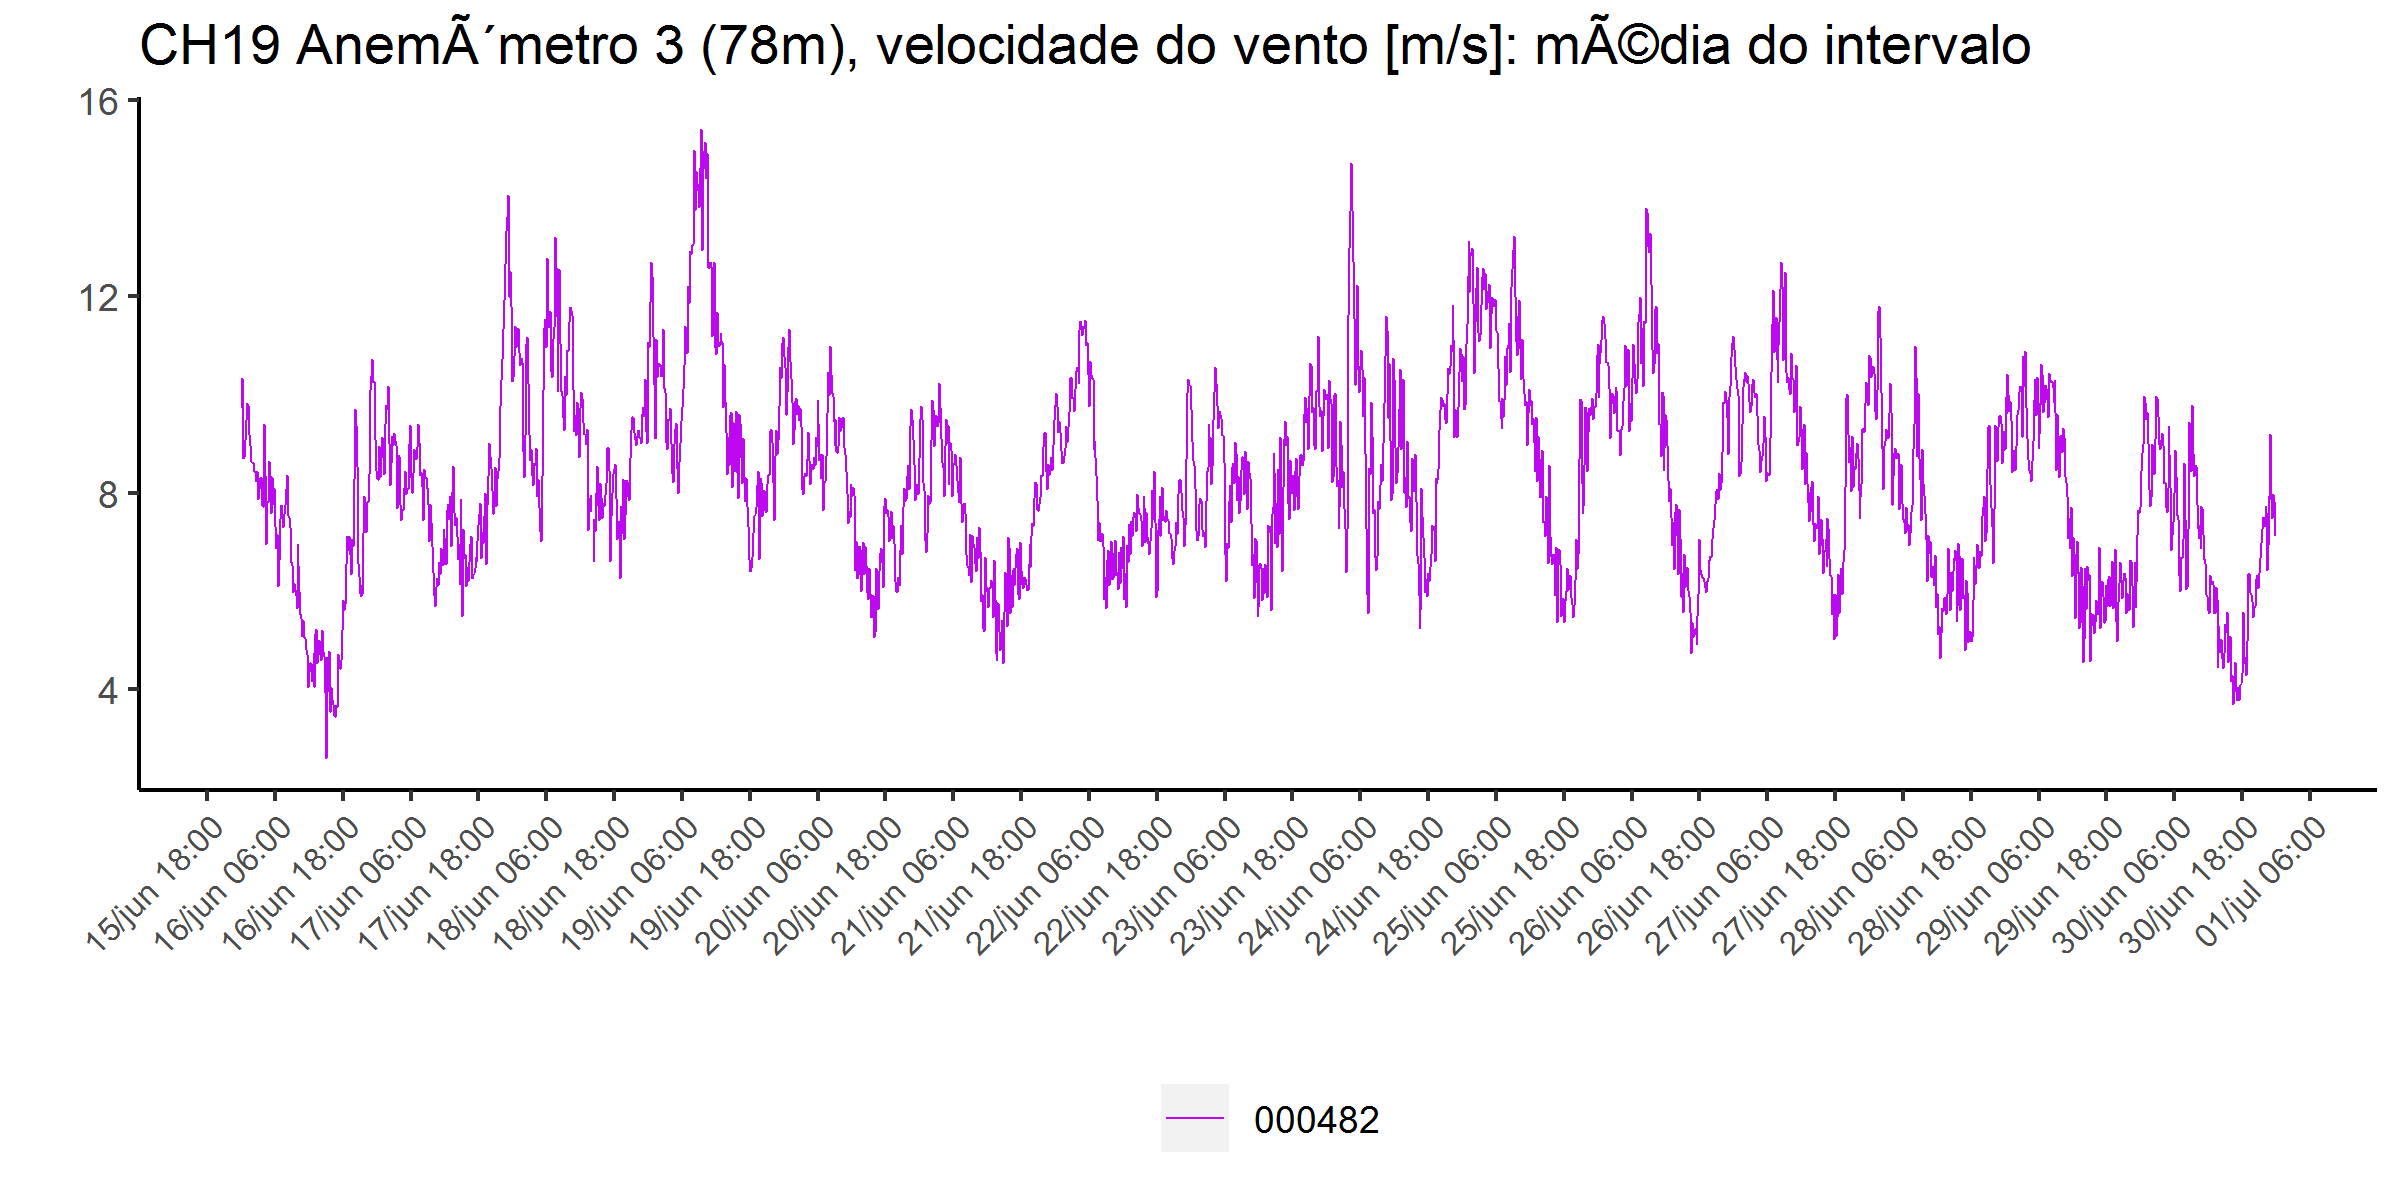 CH19 AnemÃ´metro 3 (78m), velocidade do vento [m/s]: mÃ©dia do intervalo
16
12
8
4
15/jun 18:00
16/jun 06:00
16/jun 18:00
17/jun 06:00
17/jun 18:00
18/jun 06:00
18/jun 18:00
19/jun 06:00
19/jun 18:00
20/jun 06:00
20/jun 18:00
21/jun 06:00
21/jun 18:00
22/jun 06:00
22/jun 18:00
23/jun 06:00
23/jun 18:00
24/jun 06:00
24/jun 18:00
25/jun 06:00
25/jun 18:00
26/jun 06:00
26/jun 18:00
27/jun 06:00
27/jun 18:00
28/jun 06:00
28/jun 18:00
29/jun 06:00
29/jun 18:00
30/jun 06:00
30/jun 18:00
01/jul 06:00
000482